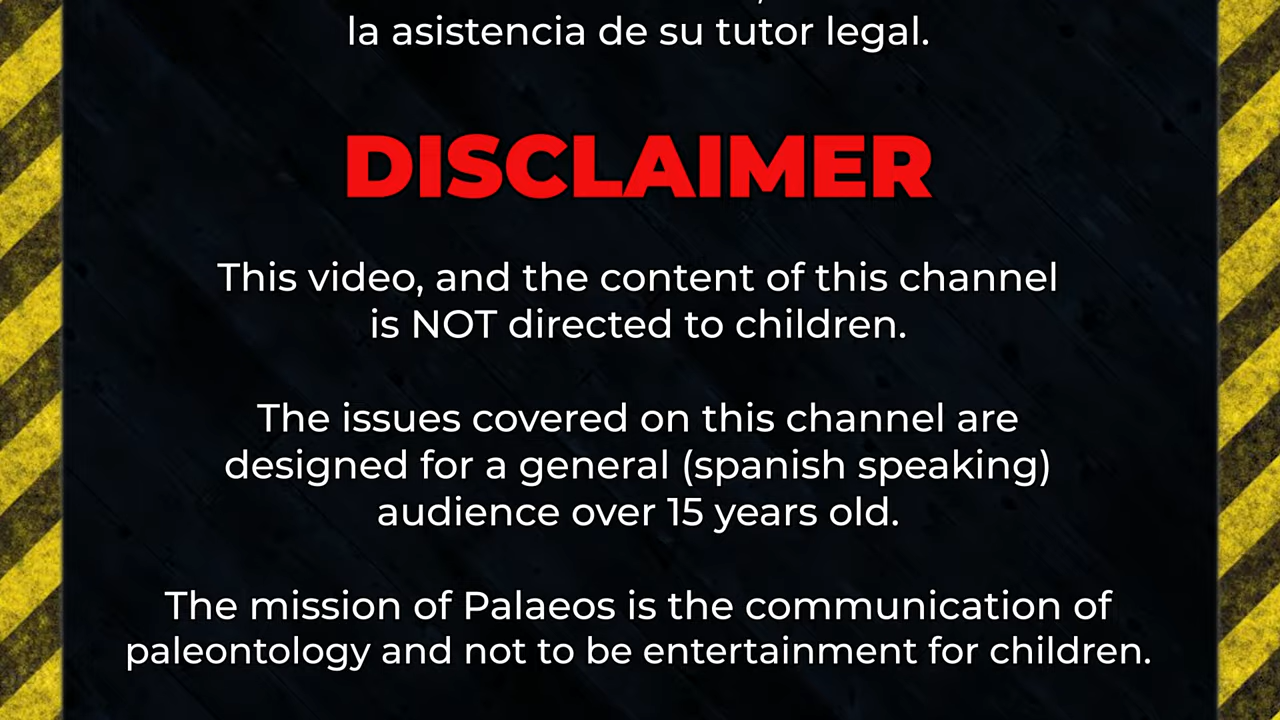 la asistencia de su tutor legal.
DISCLAIMER
This video, and the content of this channel
is NOT directed to children.
The issues covered on this channel are
designed for a general (spanish speaking)
audience over 15 years old.
The mission of Palaeos is the communication of
paleontology and not to be entertainment for children.